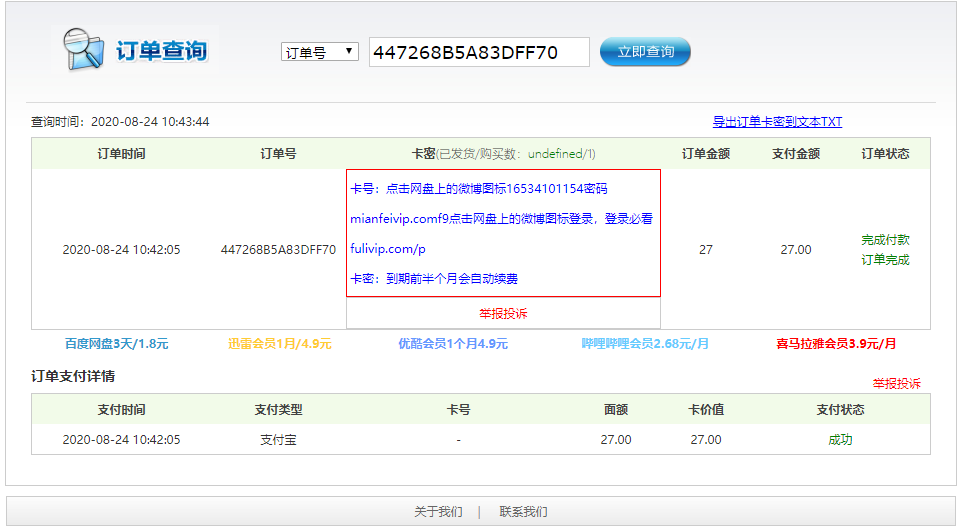 订单查询
订单号
447268B5A83DFF70
立即查询
查询时间：2020-08-24 10:43:44
导出订单卡密到文本TXT
订单时间 订单号 卡密(已发货/购买数：undefined/1) 订单金额 支付金额 订单状态
卡号：点击网盘上的微博图标16534101154密码
mianfeivip.comf9点击网盘上的微博图标登录，登录必看
fulivip.com/p
卡密：到期前半个月会自动续费
2020-08-24 10:42:05 447268B5A83DFF70 27 27.00
完成付款
订单完成
举报投诉
百度网盘3天/1.8元 迅雷会员1月/4.9元 优酷会员1个月4.9元 哔哩哔哩会员2.68元/月 喜马拉雅会员3.9元/月
订单支付详情
举报投诉
支付时间 支付类型 卡号 面额 卡价值 支付状态
2020-08-24 10:42:05 支付宝 - 27.00 27.00 成功
关于我们 | 联系我们